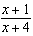 x + 1
x + 4